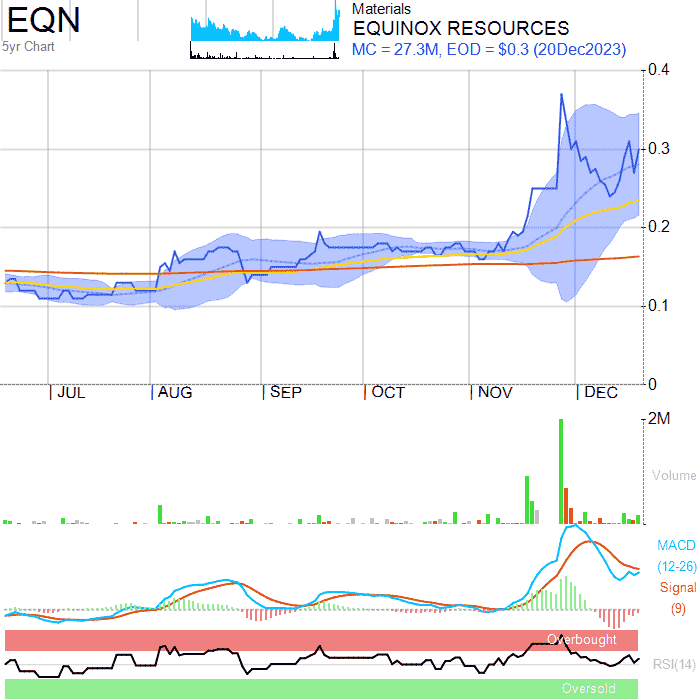 EQN
5yr Chart
Materials
EQUINOX RESOURCES
MC = 27.3M, EOD = $0.3 (20Dec2023)
0.4
0.3
0.2
0.1
0
JUL AUG SEP OCT NOV DEC
2M
Volume
MACD
(12-26)
Signal
(9)
Overbought
RSI(14)
Oversold